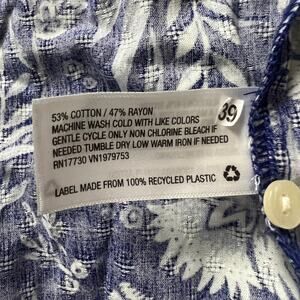 53% COTTON / 47% RAYON
MACHINE WASH COLD WITH LIKE COLORS
GENTLE CYCLE ONLY NON CHLORINE BLEACH IF
NEEDED TUMBLE DRY LOW WARM IRON IF NEEDED
RN17730 VN1979753
LABEL MADE FROM 100% RECYCLED PLASTIC
39